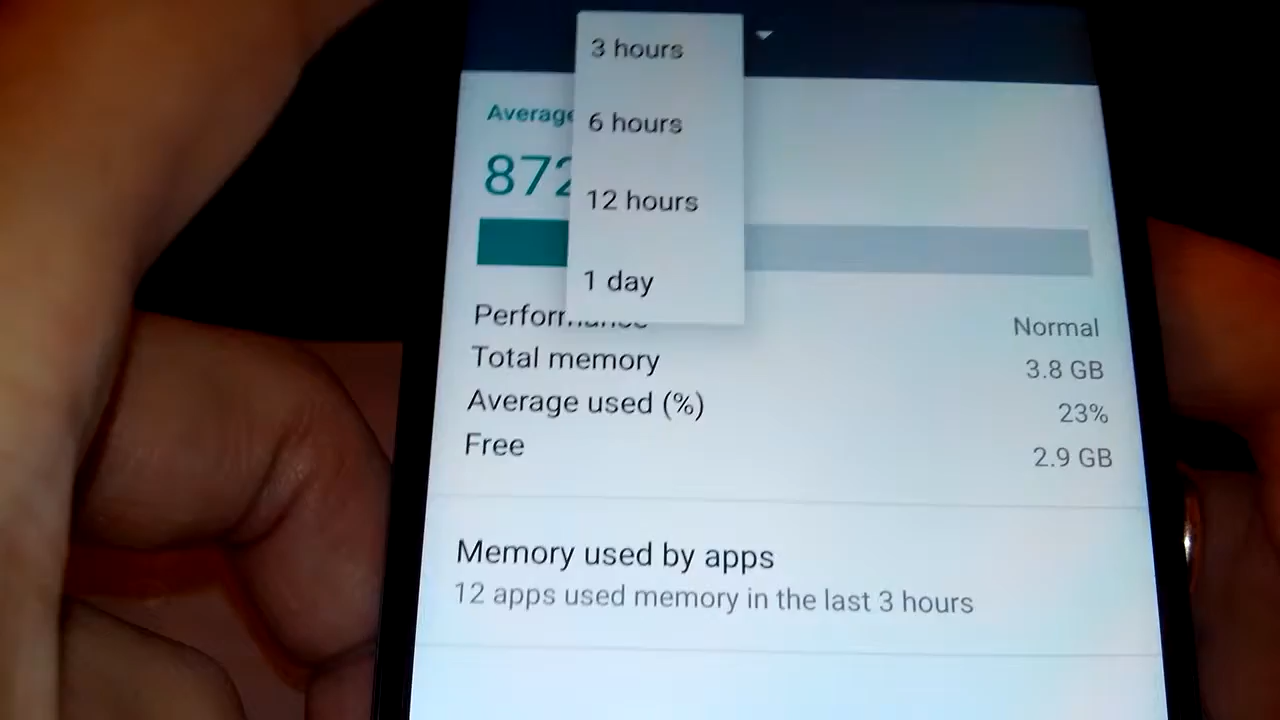 3 hours
6 hours
12 hours
1 day
Average
872
Normal
Total memory
3.8 GB
Average used (%)
23%
Free
2.9 GB
Memory used by apps
12 apps used memory in the last 3 hours